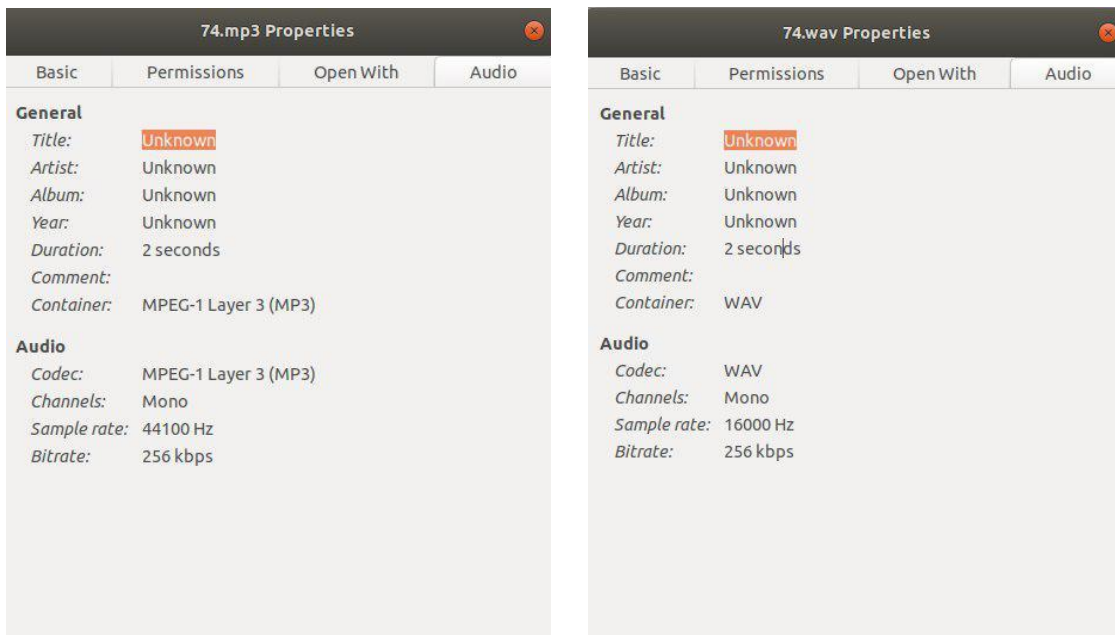 74.mp3 Properties
Basic Permissions Open With Audio
General
Title: Unknown
Artist: Unknown
Album: Unknown
Year: Unknown
Duration: 2 seconds
Comment:
Container: MPEG-1 Layer 3 (MP3)
Audio
Codec: MPEG-1 Layer 3 (MP3)
Channels: Mono
Sample rate: 44100 Hz
Bitrate: 256 kbps
74.wav Properties
Basic Permissions Open With Audio
General
Title: Unknown
Artist: Unknown
Album: Unknown
Year: Unknown
Duration: 2 seconds
Comment:
Container: WAV
Audio
Codec: WAV
Channels: Mono
Sample rate: 16000 Hz
Bitrate: 256 kbps